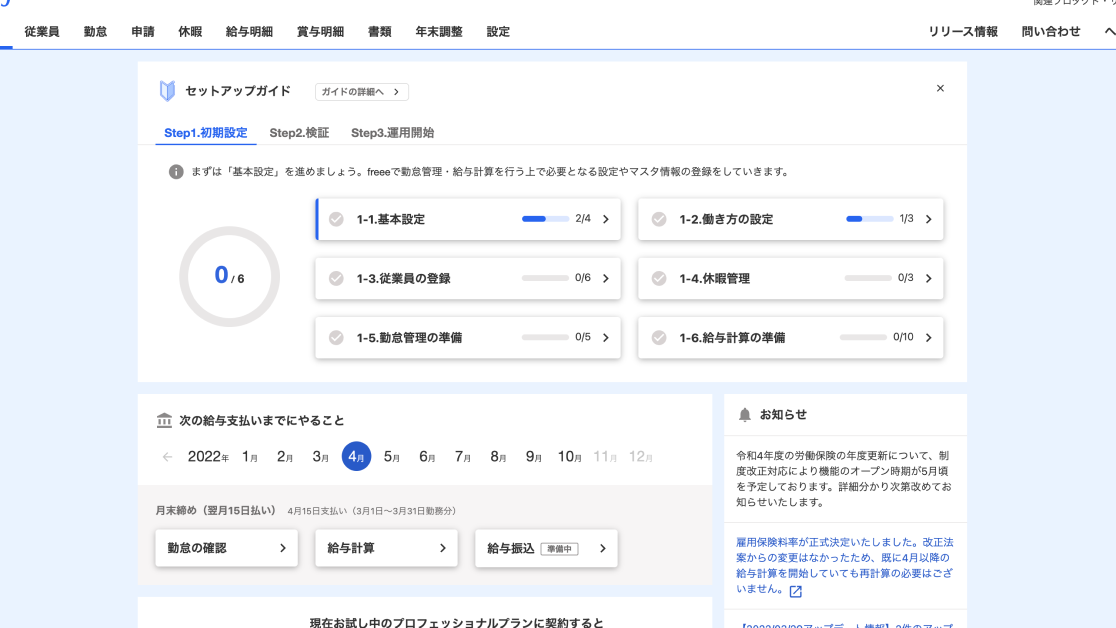 関連プロダクト・サ
従業員 勤怠 申請 休暇 給与明細 賞与明細 書類 年末調整 設定 リリース情報 問い合わせ ヘ
セットアップガイド ガイドの詳細へ
Step1.初期設定 Step2.検証 Step3.運用開始
まずは「基本設定」を進めましょう。freeeで勤怠管理・給与計算を行う上で必要となる設定やマスタ情報の登録をしていきます。
0 / 6
1-1.基本設定 2/4
1-2.働き方の設定 1/3
1-3.従業員の登録 0/6
1-4.休暇管理 0/3
1-5.勤怠管理の準備 0/5
1-6.給与計算の準備 0/10
次の給与支払いまでにやること
2022年 1月 2月 3月 4月 5月 6月 7月 8月 9月 10月 11月 12月
月末締め（翌月15日払い） 4月15日支払い（3月1日〜3月31日勤務分）
勤怠の確認 給与計算 給与振込 準備中
現在お試し中のプロフェッショナルプランに契約すると
お知らせ
令和4年度の労働保険の年度更新について、制
度改正対応により機能のオープン時期が5月頃
を予定しております。詳細分かり次第改めてお
知らせいたします。
雇用保険料率が正式決定いたしました。改正法
案からの変更はなかったため、既に4月以降の
給与計算を開始していても再計算の必要はござ
いません。